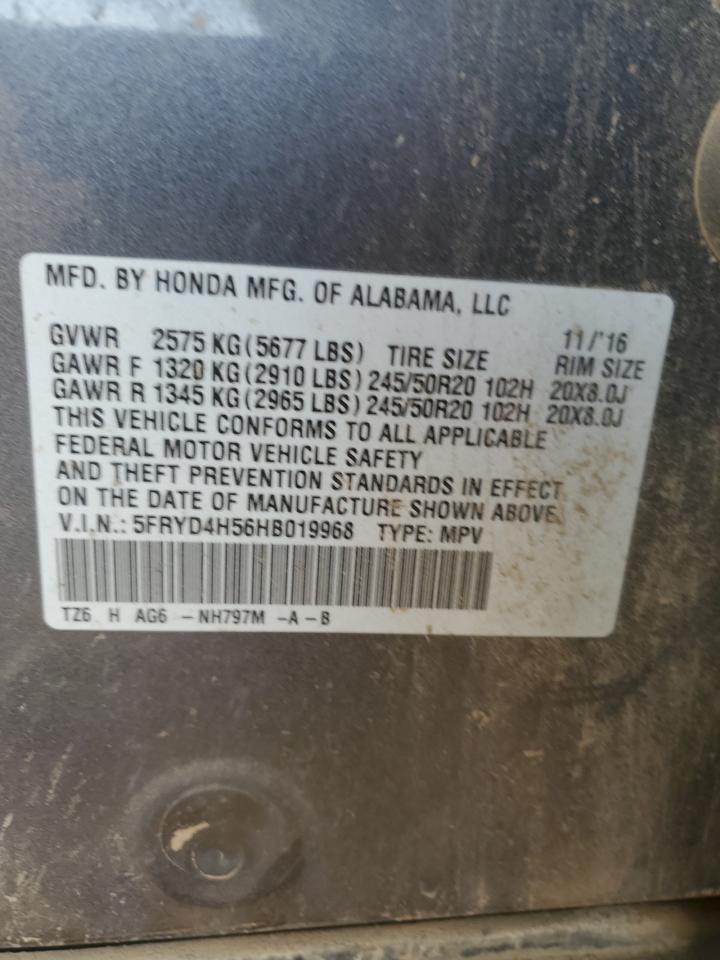 MFD. BY HONDA MFG. OF ALABAMA, LLC
11/'16
GVWR 2575 KG (5677 LBS) TIRE SIZE RIM SIZE
GAWR F 1320 KG (2910 LBS) 245/50R20 102H 20X8.0J
GAWR R 1345 KG (2965 LBS) 245/50R20 102H 20X8.0J
THIS VEHICLE CONFORMS TO ALL APPLICABLE
FEDERAL MOTOR VEHICLE SAFETY
AND THEFT PREVENTION STANDARDS IN EFFECT
ON THE DATE OF MANUFACTURE SHOWN ABOVE.
V.I.N.: 5FRYD4H56HB019968 TYPE: MPV
TZ6 H AG6 -NH797M -A-B